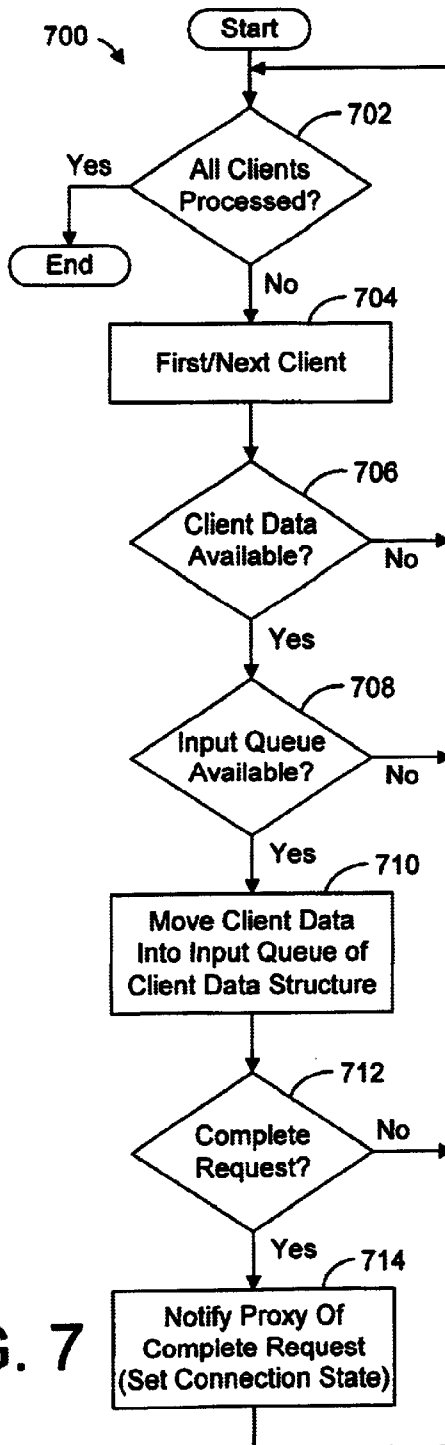 700
Start
702
Yes
All Clients
Processed?
End
No
704
First/Next Client
706
Client Data
Available?
No
Yes
708
Input Queue
Available?
No
Yes
710
Move Client Data
Into Input Queue of
Client Data Structure
712
Complete
Request?
No
Yes
714
Notify Proxy Of
Complete Request
(Set Connection State)
G. 7